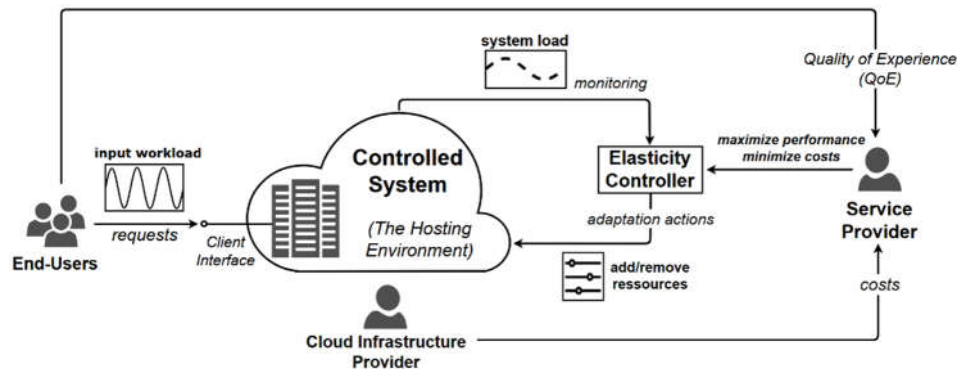 system load
monitoring
Quality of Experience
(QoE)
input workload
requests
Client
Interface
End-Users
Controlled
System
(The Hosting
Environment)
Elasticity
Controller
maximize performance
minimize costs
Service
Provider
adaptation actions
add/remove
ressources
costs
Cloud Infrastructure
Provider